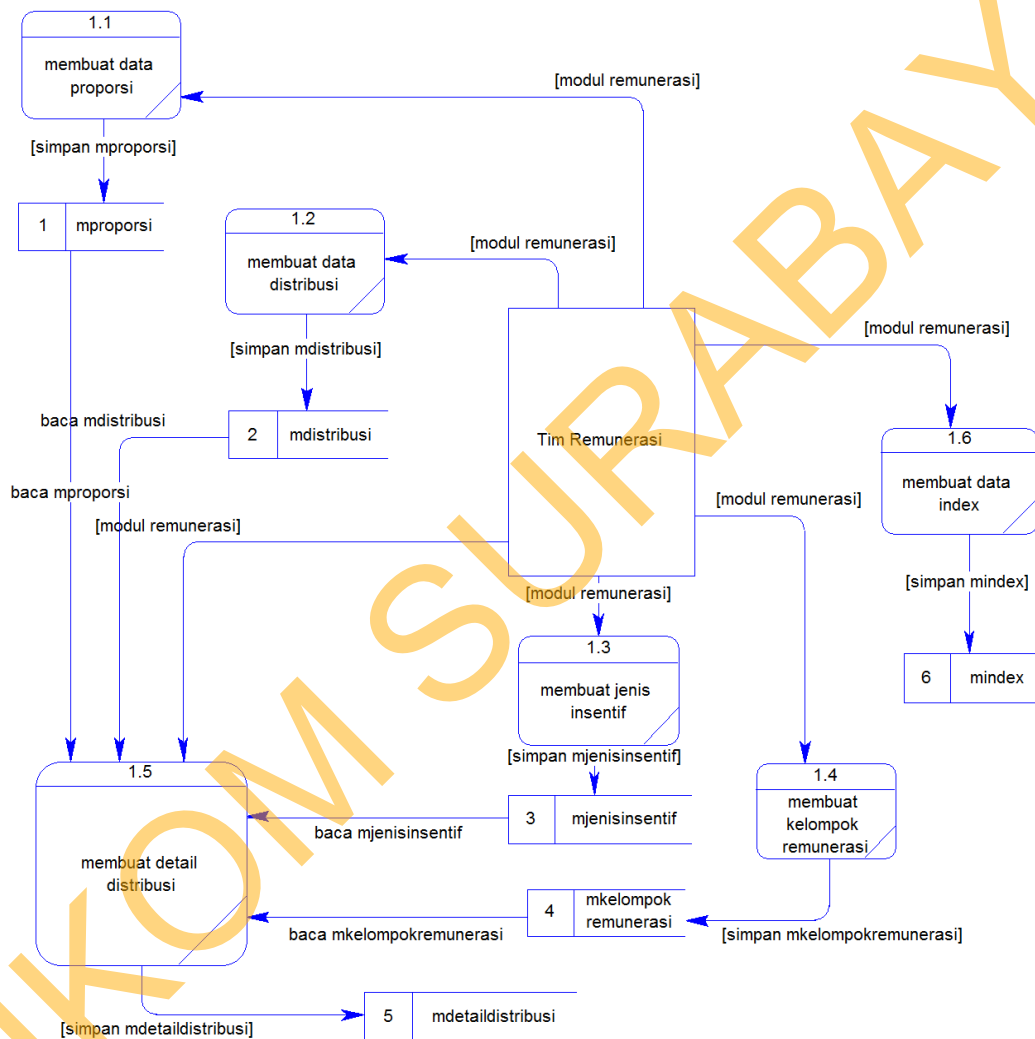 1.1
membuat data
proporsi
[modul remunerasi]
[simpan mproporsi]
1 mproporsi
1.2
membuat data
distribusi
[modul remunerasi]
[simpan mdistribusi]
[modul remunerasi]
baca mdistribusi
2 mdistribusi
Tim Remunerasi
1.6
membuat data
index
baca mproporsi
[modul remunerasi]
[modul remunerasi]
[simpan mindex]
[modul remunerasi]
1.3
membuat jenis
insentif
6 mindex
[simpan mjenisinsentif]
1.5
membuat detail
distribusi
1.4
membuat
kelompok
remunerasi
3 mjenisinsentif
baca mjenisinsentif
4 mkelompok
remunerasi
baca mkelompokremunerasi
[simpan mkelompokremunerasi]
5 mdetaildistribusi
[simpan mdetaildistribusi]
IKOM SURABAY